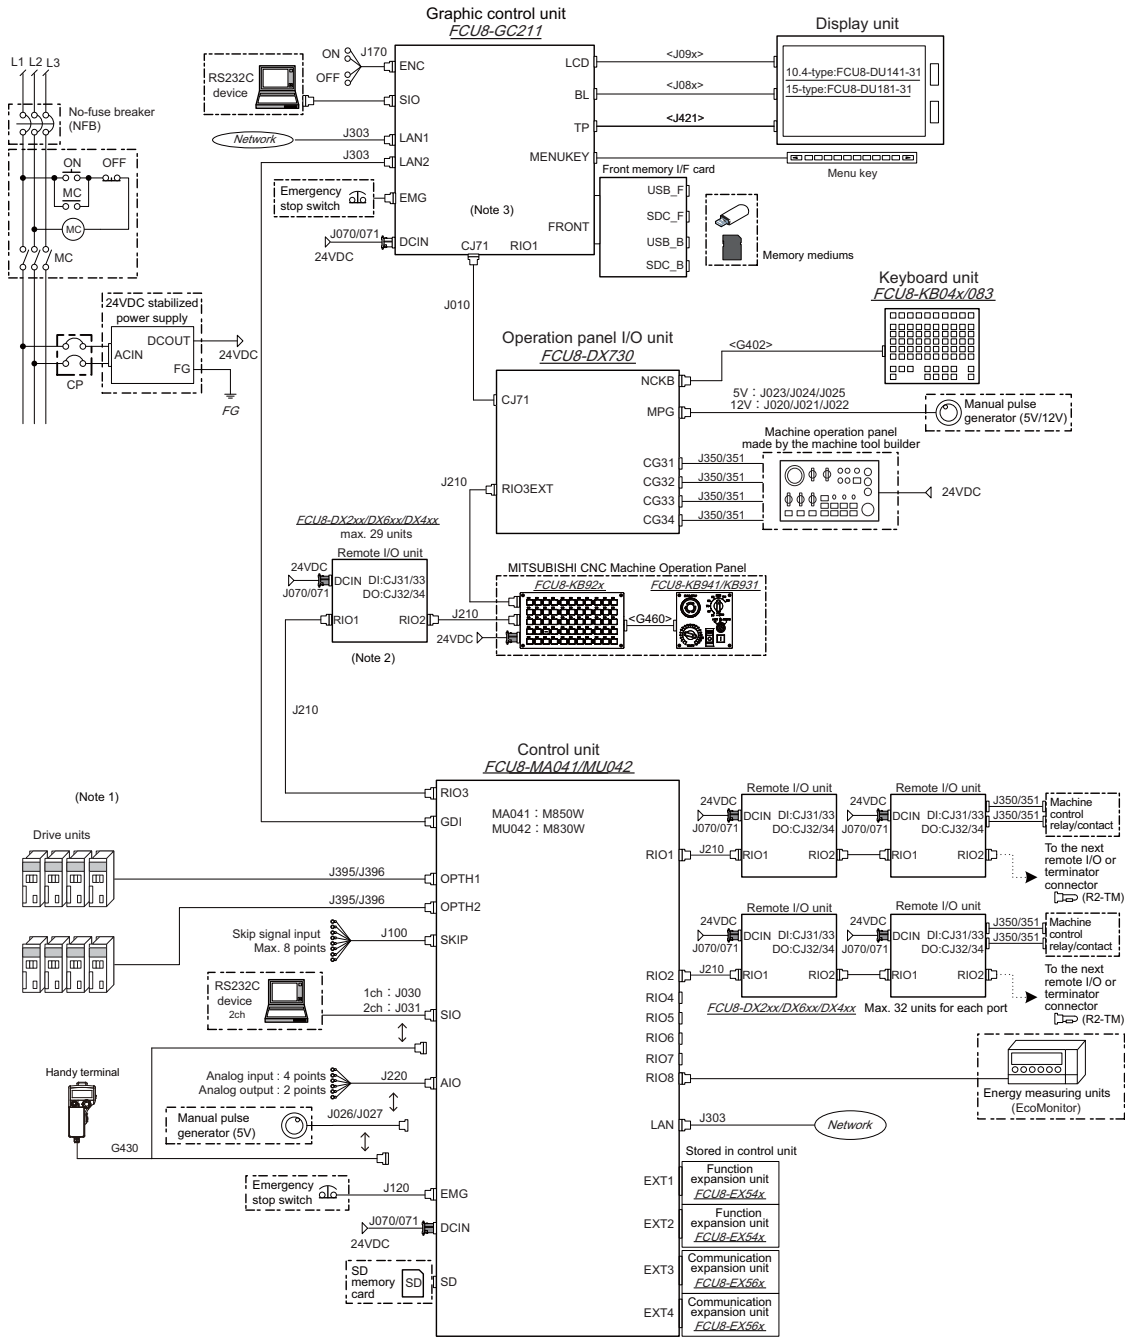 Graphic control unit
FCU8-GC211
Display unit
ON
J170
OFF
ENC
SIO
LAN1
LAN2
EMG
DCIN
RS232C
device
Network
J303
J303
Emergency
stop switch
J070/071
24VDC
(Note 3)
CJ71
RIO1
LCD
BL
TP
MENUKEY
FRONT
<J09x>
<J08x>
<J421>
10.4-type:FCU8-DU141-31
15-type:FCU8-DU181-31
Menu key
Front memory I/F card
USB_F
SDC_F
USB_B
SDC_B
Memory mediums
L1 L2 L3
No-fuse breaker
(NFB)
ON
OFF
MC
MC
MC
24VDC stabilized
power supply
DCOUT
ACIN
FG
24VDC
FG
CP
J010
Keyboard unit
FCU8-KB04x/083
Operation panel I/O unit
FCU8-DX730
NCKB
CJ71
MPG
<G402>
5V : J023/J024/J025
12V : J020/J021/J022
Manual pulse
generator (5V/12V)
Machine operation panel
made by the machine tool builder
CG31
CG32
CG33
CG34
J350/351
J350/351
J350/351
J350/351
24VDC
RIO3EXT
J210
FCU8-DX2xx/DX6xx/DX4xx
max. 29 units
Remote I/O unit
24VDC
J070/071
DCIN
DI:CJ31/33
DO:CJ32/34
RIO1
RIO2
J210
(Note 2)
MITSUBISHI CNC Machine Operation Panel
FCU8-KB92x
FCU8-KB941/KB931
<G460>
24VDC
J210
Control unit
FCU8-MA041/MU042
MA041 : M850W
MU042 : M830W
(Note 1)
Drive units
RIO3
GDI
OPTH1
OPTH2
SKIP
SIO
AIO
EMG
DCIN
SD
J395/J396
J395/J396
Skip signal input
Max. 8 points
J100
RS232C
device
2ch
1ch : J030
2ch : J031
Handy terminal
Analog input : 4 points
Analog output : 2 points
J220
Manual pulse
generator (5V)
J026/J027
G430
Emergency
stop switch
J120
J070/071
24VDC
SD
memory
card
SD
Remote I/O unit
Remote I/O unit
24VDC
J070/071
DCIN
DI:CJ31/33
DO:CJ32/34
24VDC
J070/071
DCIN
DI:CJ31/33
DO:CJ32/34
J350/351
J350/351
Machine
control
relay/contact
RIO1
J210
RIO1
RIO2
RIO1
RIO2
To the next
remote I/O or
terminator
connector
(R2-TM)
Remote I/O unit
Remote I/O unit
24VDC
J070/071
DCIN
DI:CJ31/33
DO:CJ32/34
24VDC
J070/071
DCIN
DI:CJ31/33
DO:CJ32/34
J350/351
J350/351
Machine
control
relay/contact
RIO2
J210
RIO1
RIO2
RIO1
RIO2
To the next
remote I/O or
terminator
connector
(R2-TM)
FCU8-DX2xx/DX6xx/DX4xx
Max. 32 units for each port
RIO4
RIO5
RIO6
RIO7
RIO8
Energy measuring units
(EcoMonitor)
LAN
J303
Network
Stored in control unit
EXT1
Function
expansion unit
FCU8-EX54x
EXT2
Function
expansion unit
FCU8-EX54x
EXT3
Communication
expansion unit
FCU8-EX56x
EXT4
Communication
expansion unit
FCU8-EX56x